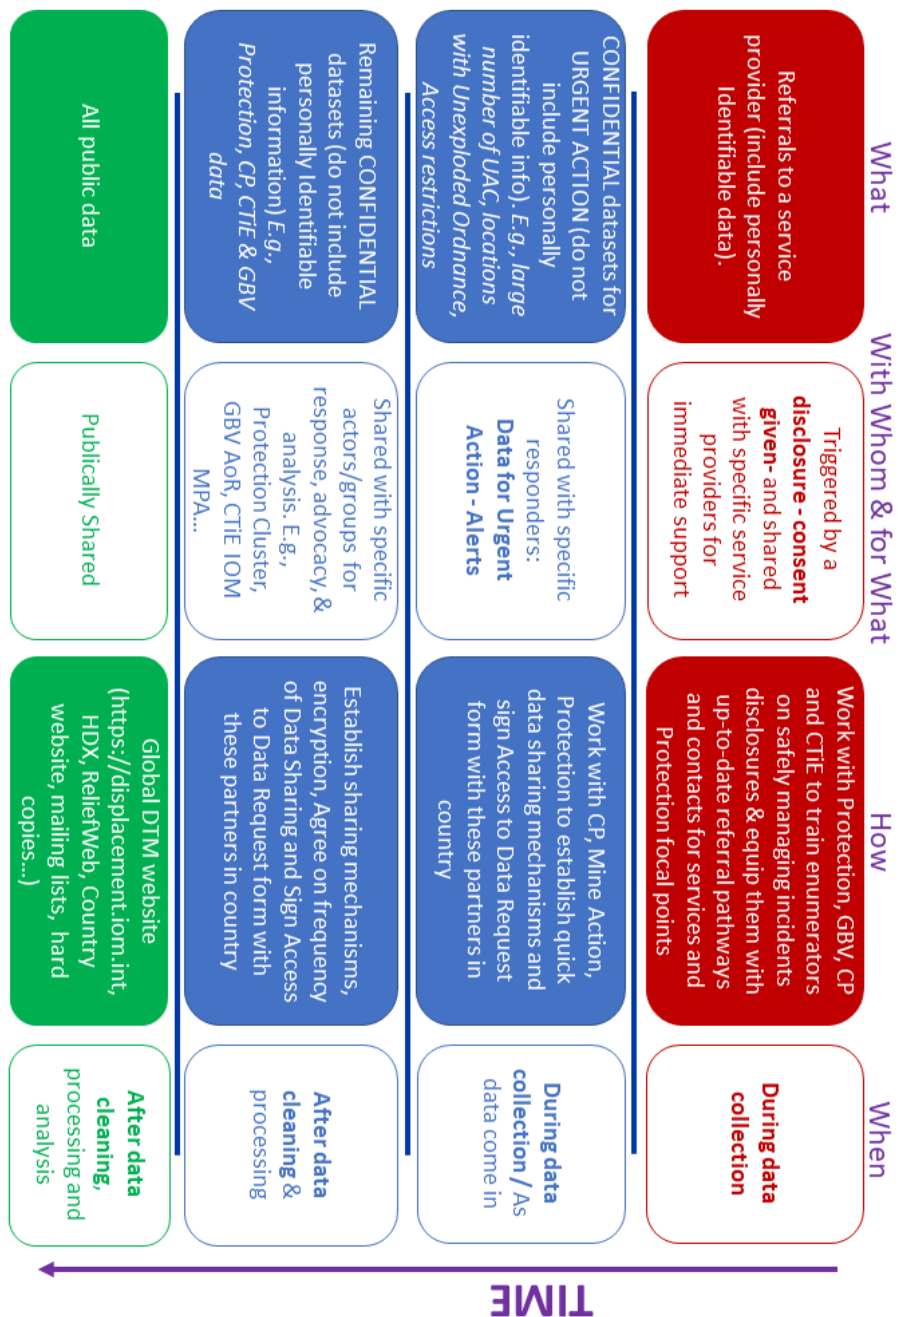 What
With Whom & for What
How
When
Referrals to a service
provider (include personally
Identifiable data).
Triggered by a
disclosure - consent
given- and shared
with specific service
providers for
immediate support
Work with Protection, GBV, CP
and CTiE to train enumerators
on safely managing incidents
disclosures & equip them with
up-to-date referral pathways
and contacts for services and
Protection focal points
During data
collection
CONFIDENTIAL datasets for
URGENT ACTION (do not
include personally
identifiable info). E.g., large
number of UAC, locations
with Unexploded Ordnance,
Access restrictions
Shared with specific
responders:
Data for Urgent
Action - Alerts
Work with CP, Mine Action,
Protection to establish quick
data sharing mechanisms and
sign Access to Data Request
form with these partners in
country
During data
collection / As
data come in
Remaining CONFIDENTIAL
datasets (do not include
personally Identifiable
information) E.g.,
Protection, CP, CTiE & GBV
data
Shared with specific
actors/groups for
response, advocacy, &
analysis. E.g.,
Protection Cluster,
GBV AoR, CTiE IOM
MPA...
Establish sharing mechanisms,
encryption, Agree on frequency
of Data Sharing and Sign Access
to Data Request form with
these partners in country
After data
cleaning &
processing
All public data
Publically Shared
Global DTM website
(https://displacement.iom.int,
HDX, ReliefWeb, Country
website, mailing lists, hard
copies...)
After data
cleaning,
processing and
analysis
TIME